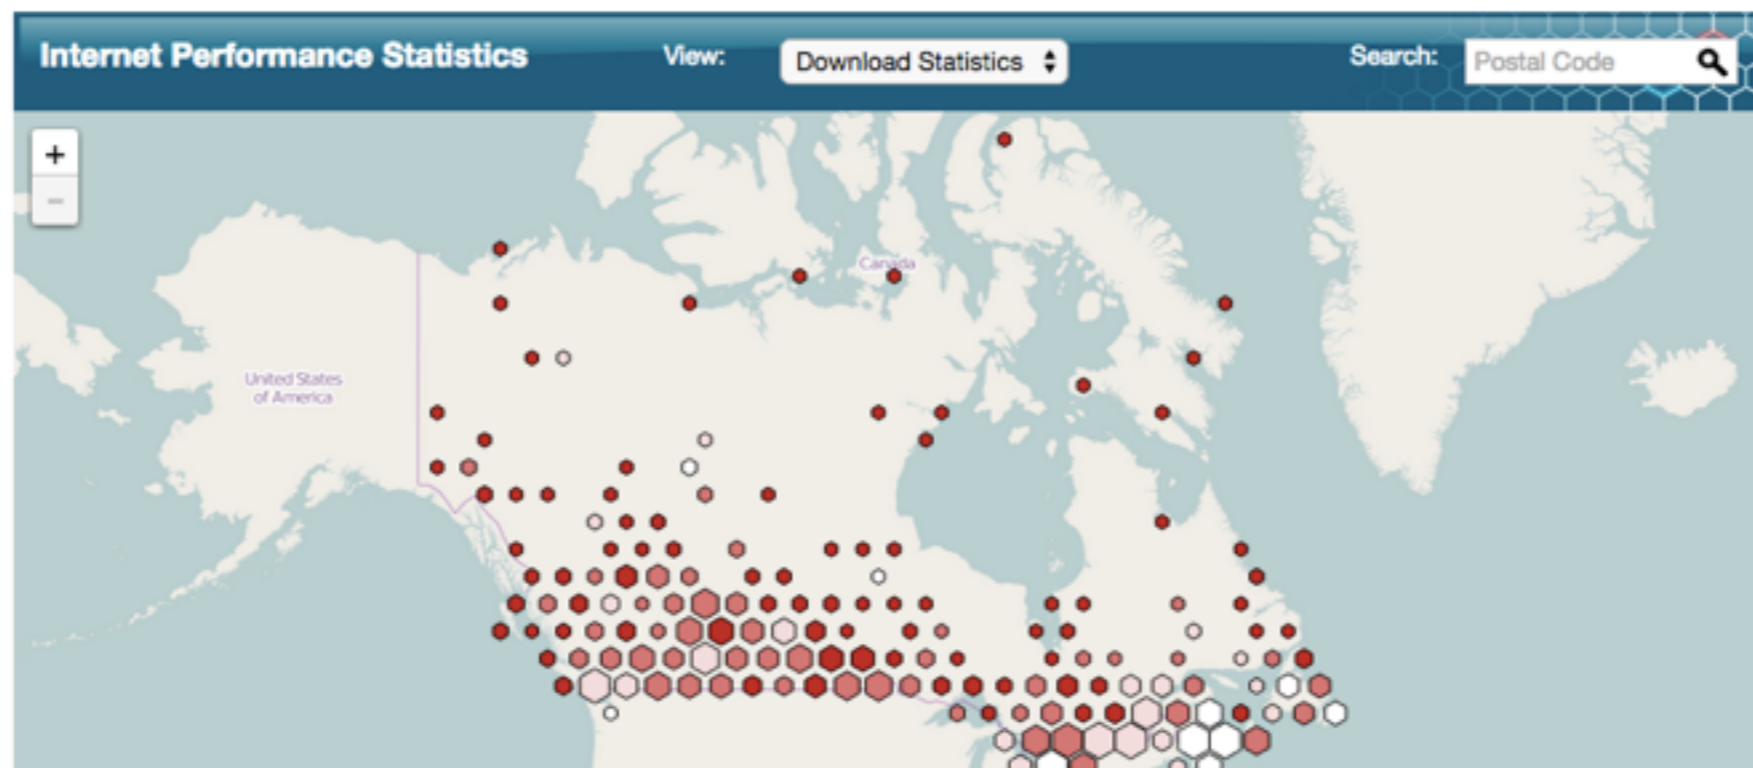 Internet Performance Statistics
View:
Download Statistics
Search:
Postal Code
+
−
Canada
United States
of America